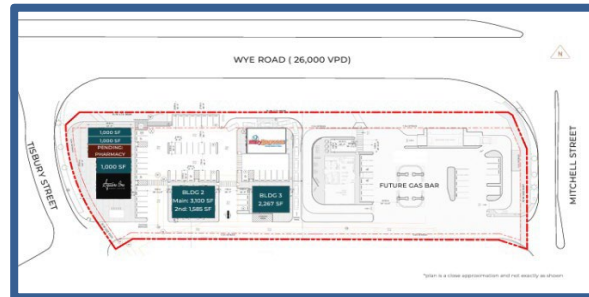 WYE ROAD ( 26,000 VPD)
N
TISBURY STREET
MITCHELL STREET
1,000 SF
1,000 SF
PENDING
PHARMACY
1,000 SF
BLDG 2
Main: 3,100 SF
2nd: 1,585 SF
BLDG 3
2,267 SF
FUTURE GAS BAR
*plan is a close approximation and not exactly as shown